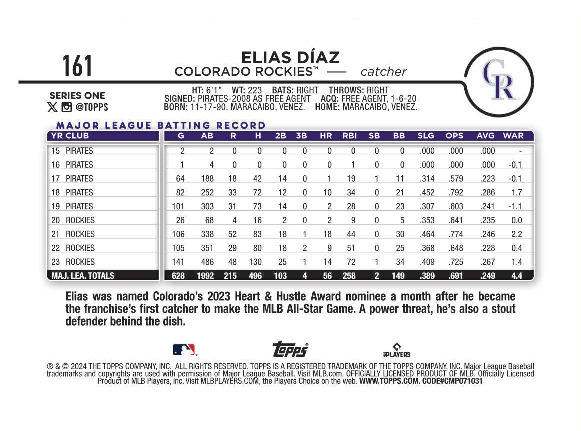 161
ELIAS DÍAZ
COLORADO ROCKIES™ — catcher
SERIES ONE
@TOPPS
HT: 6'1" WT: 223 BATS: RIGHT THROWS: RIGHT
SIGNED: PIRATES-2008 AS FREE AGENT ACQ: FREE AGENT, 1-6-20
BORN: 11-17-90, MARACAIBO, VENEZ. HOME: MARACAIBO, VENEZ.
CR
MAJOR LEAGUE BATTING RECORD
YR CLUB G AB R H 2B 3B HR RBI SB BB SLG OPS AVG WAR
15 PIRATES 2 2 0 0 0 0 0 0 0 0 .000 .000 .000 -
16 PIRATES 1 4 0 0 0 0 0 1 0 0 .000 .000 .000 -0.1
17 PIRATES 64 188 18 42 14 0 1 19 1 11 .314 .579 .223 -0.1
18 PIRATES 82 252 33 72 12 0 10 34 0 21 .452 .792 .286 1.7
19 PIRATES 101 303 31 73 14 0 2 28 0 23 .307 .603 .241 -1.1
20 ROCKIES 26 68 4 16 2 0 2 9 0 5 .353 .641 .235 0.0
21 ROCKIES 106 338 52 83 18 1 18 44 0 30 .464 .774 .246 2.2
22 ROCKIES 105 351 29 80 18 2 9 51 0 25 .368 .648 .228 0.4
23 ROCKIES 141 486 48 130 25 1 14 72 1 34 .409 .725 .267 1.4
MAJ. LEA. TOTALS 628 1992 215 496 103 4 56 258 2 149 .389 .691 .249 4.4
Elias was named Colorado's 2023 Heart & Hustle Award nominee a month after he became
the franchise's first catcher to make the MLB All-Star Game. A power threat, he's also a stout
defender behind the dish.
Topps
PLAYERS
® & © 2024 THE TOPPS COMPANY, INC. ALL RIGHTS RESERVED. TOPPS IS A REGISTERED TRADEMARK OF THE TOPPS COMPANY, INC. Major League Baseball
trademarks and copyrights are used with permission of Major League Baseball. Visit MLB.com. OFFICIALLY LICENSED PRODUCT OF MLB. Officially Licensed
Product of MLB Players, Inc. Visit MLBPLAYERS.COM, the Players Choice on the web. WWW.TOPPS.COM. CODE#CMP071031